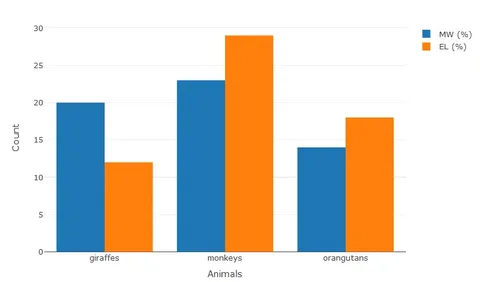 30
25
20
15
10
5
0
Count
giraffes
monkeys
orangutans
Animals
MW (%)
EL (%)